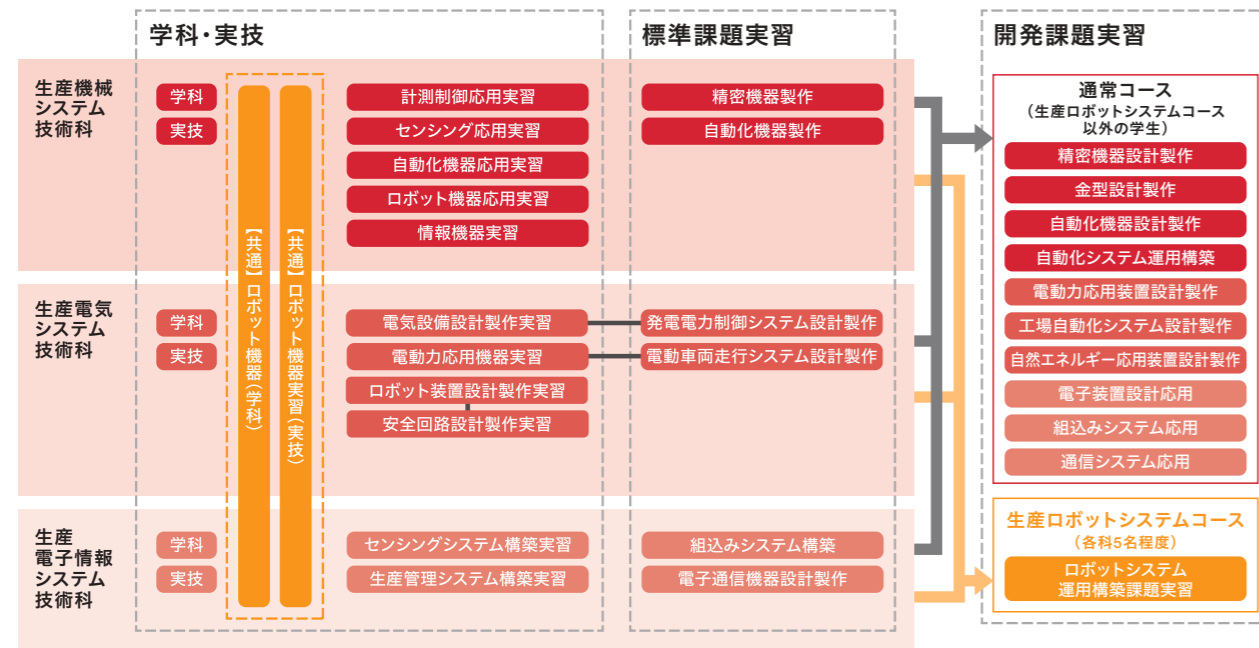 学科・実技
標準課題実習
開発課題実習
生産機械
システム
技術科
学科
実技
【共通】ロボット機器(学科)
【共通】ロボット機器実習(実技)
計測制御応用実習
センシング応用実習
自動化機器応用実習
ロボット機器応用実習
情報機器実習
精密機器製作
自動化機器製作
生産電気
システム
技術科
学科
実技
電気設備設計製作実習
電動力応用機器実習
ロボット装置設計製作実習
安全回路設計製作実習
発電電力制御システム設計製作
電動車両走行システム設計製作
生産
電子情報
システム
技術科
学科
実技
センシングシステム構築実習
生産管理システム構築実習
組込みシステム構築
電子通信機器設計製作
通常コース
(生産ロボットシステムコース
以外の学生)
精密機器設計製作
金型設計製作
自動化機器設計製作
自動化システム運用構築
電動力応用装置設計製作
工場自動化システム設計製作
自然エネルギー応用装置設計製作
電子装置設計応用
組込みシステム応用
通信システム応用
生産ロボットシステムコース
(各科5名程度)
ロボットシステム
運用構築課題実習